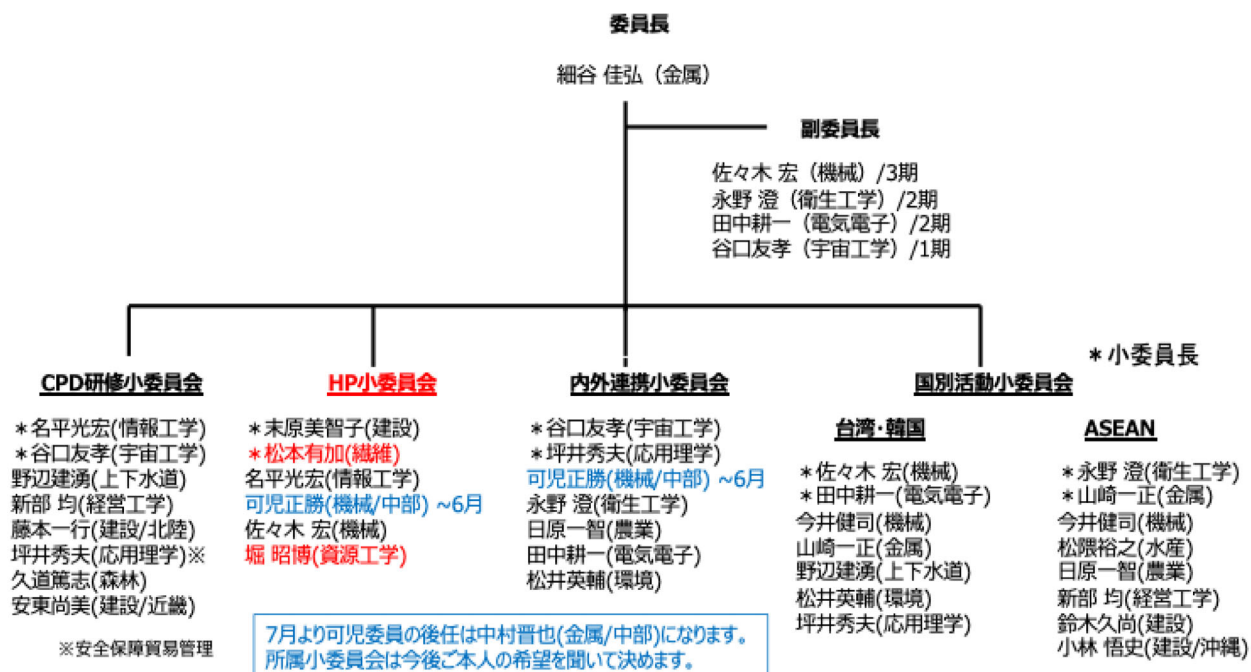 委員長
細谷 佳弘（金属）
副委員長
佐々木 宏（機械）/3期
永野 澄（衛生工学）/2期
田中耕一（電気電子）/2期
谷口友孝（宇宙工学）/1期
＊小委員長
CPD研修小委員会
＊名平光宏(情報工学)
＊谷口友孝(宇宙工学)
野辺建湧(上下水道)
新部 均(経営工学)
藤本一行(建設/北陸)
坪井秀夫(応用理学)※
久道篤志(森林)
安東尚美(建設/近畿)
※安全保障貿易管理
HP小委員会
＊末原美智子(建設)
＊松本有加(繊維)
名平光宏(情報工学)
可児正勝(機械/中部) ~6月
佐々木 宏(機械)
堀 昭博(資源工学)
内外連携小委員会
＊谷口友孝(宇宙工学)
＊坪井秀夫(応用理学)
可児正勝(機械/中部) ~6月
永野 澄(衛生工学)
日原一智(農業)
田中耕一(電気電子)
松井英輔(環境)
7月より可児委員の後任は中村晋也(金属/中部)になります。
所属小委員会は今後ご本人の希望を聞いて決めます。
国別活動小委員会
台湾・韓国
＊佐々木 宏(機械)
＊田中耕一(電気電子)
今井健司(機械)
山崎一正(金属)
野辺建湧(上下水道)
松井英輔(環境)
坪井秀夫(応用理学)
ASEAN
＊永野 澄(衛生工学)
＊山崎一正(金属)
今井健司(機械)
松隈裕之(水産)
日原一智(農業)
新部 均(経営工学)
鈴木久尚(建設)
小林 悟史(建設/沖縄)